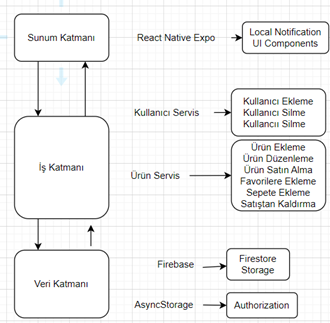 Sunum Katmanı
React Native Expo
Local Notification
UI Components
Kullanıcı Servis
Kullanıcı Ekleme
Kullanıcı Silme
Kullanıcıı Silme
İş Katmanı
Ürün Servis
Ürün Ekleme
Ürün Düzenleme
Ürün Satın Alma
Favorilere Ekleme
Sepete Ekleme
Satıştan Kaldırma
Veri Katmanı
Firebase
Firestore
Storage
AsyncStorage
Authorization